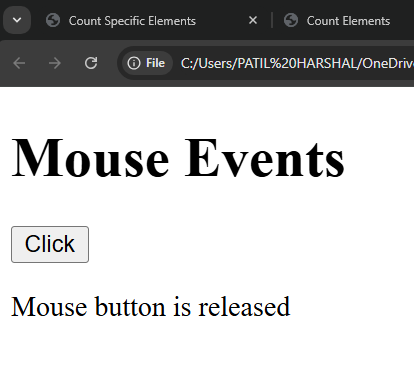 Count Specific Elements
Count Elements
File
C:/Users/PATIL%20HARSHAL/OneDriv
Mouse Events
Click
Mouse button is released